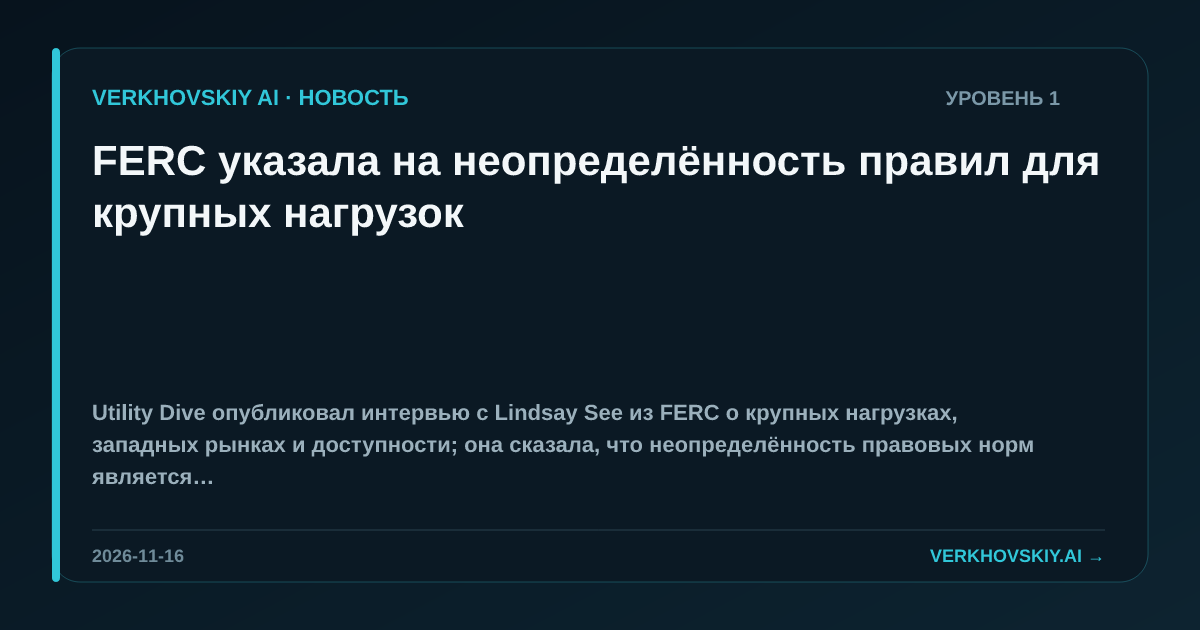 VERKHOVSKIY AI · НОВОСТЬ
УРОВЕНЬ 1
FERC указала на неопределённость правил для
крупных нагрузок
Utility Dive опубликовал интервью с Lindsay See из FERC о крупных нагрузках,
западных рынках и доступности; она сказала, что неопределённость правовых норм
является…
2026-11-16
VERKHOVSKIY.AI →